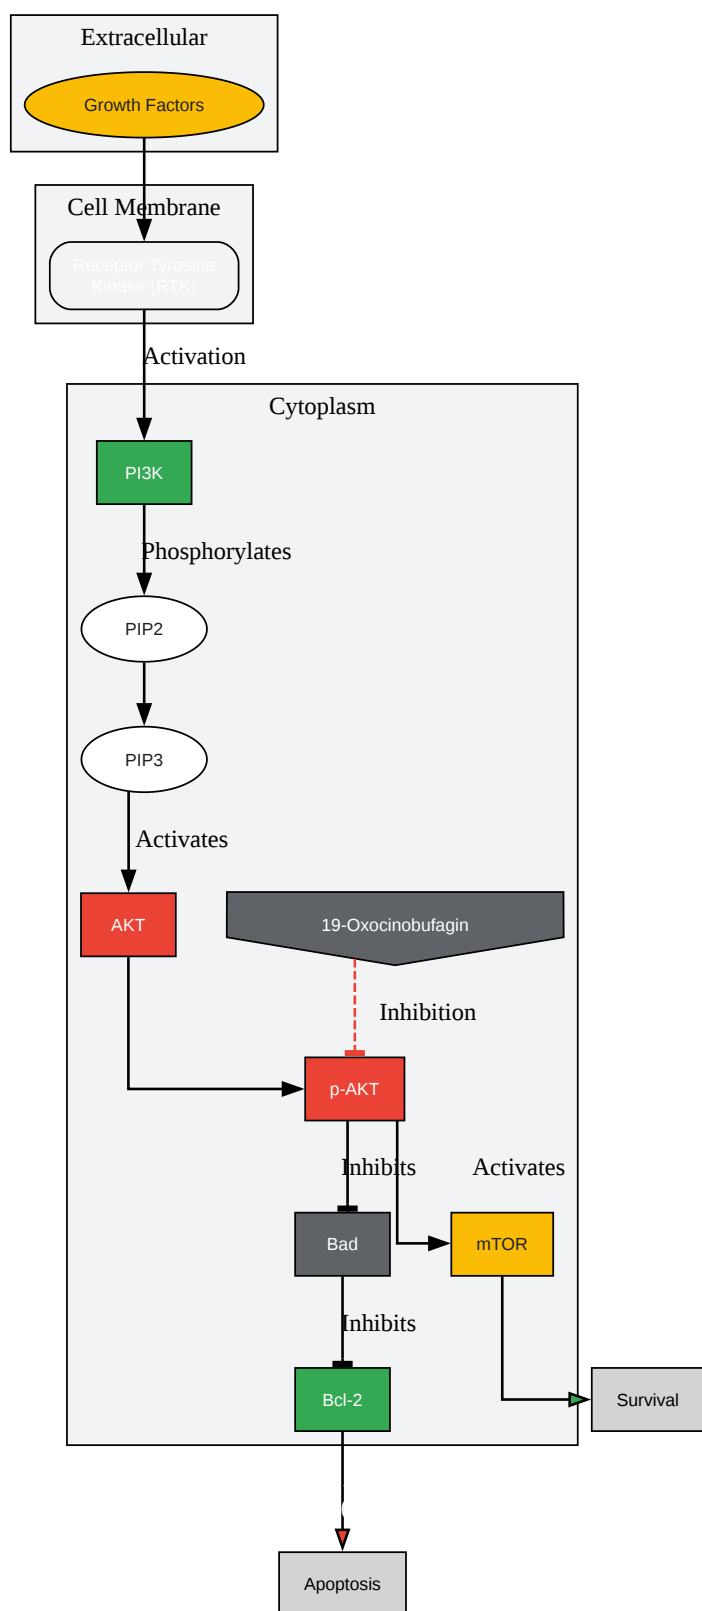 Extracellular
Growth Factors
Cell Membrane
Receptor Tyrosine
Kinase (RTK)
Activation
Cytoplasm
PI3K
Phosphorylates
PIP2
PIP3
Activates
AKT
19-Oxocinobufagin
Inhibition
p-AKT
Inhibits
Activates
Bad
mTOR
Inhibits
Bcl-2
Survival
Apoptosis